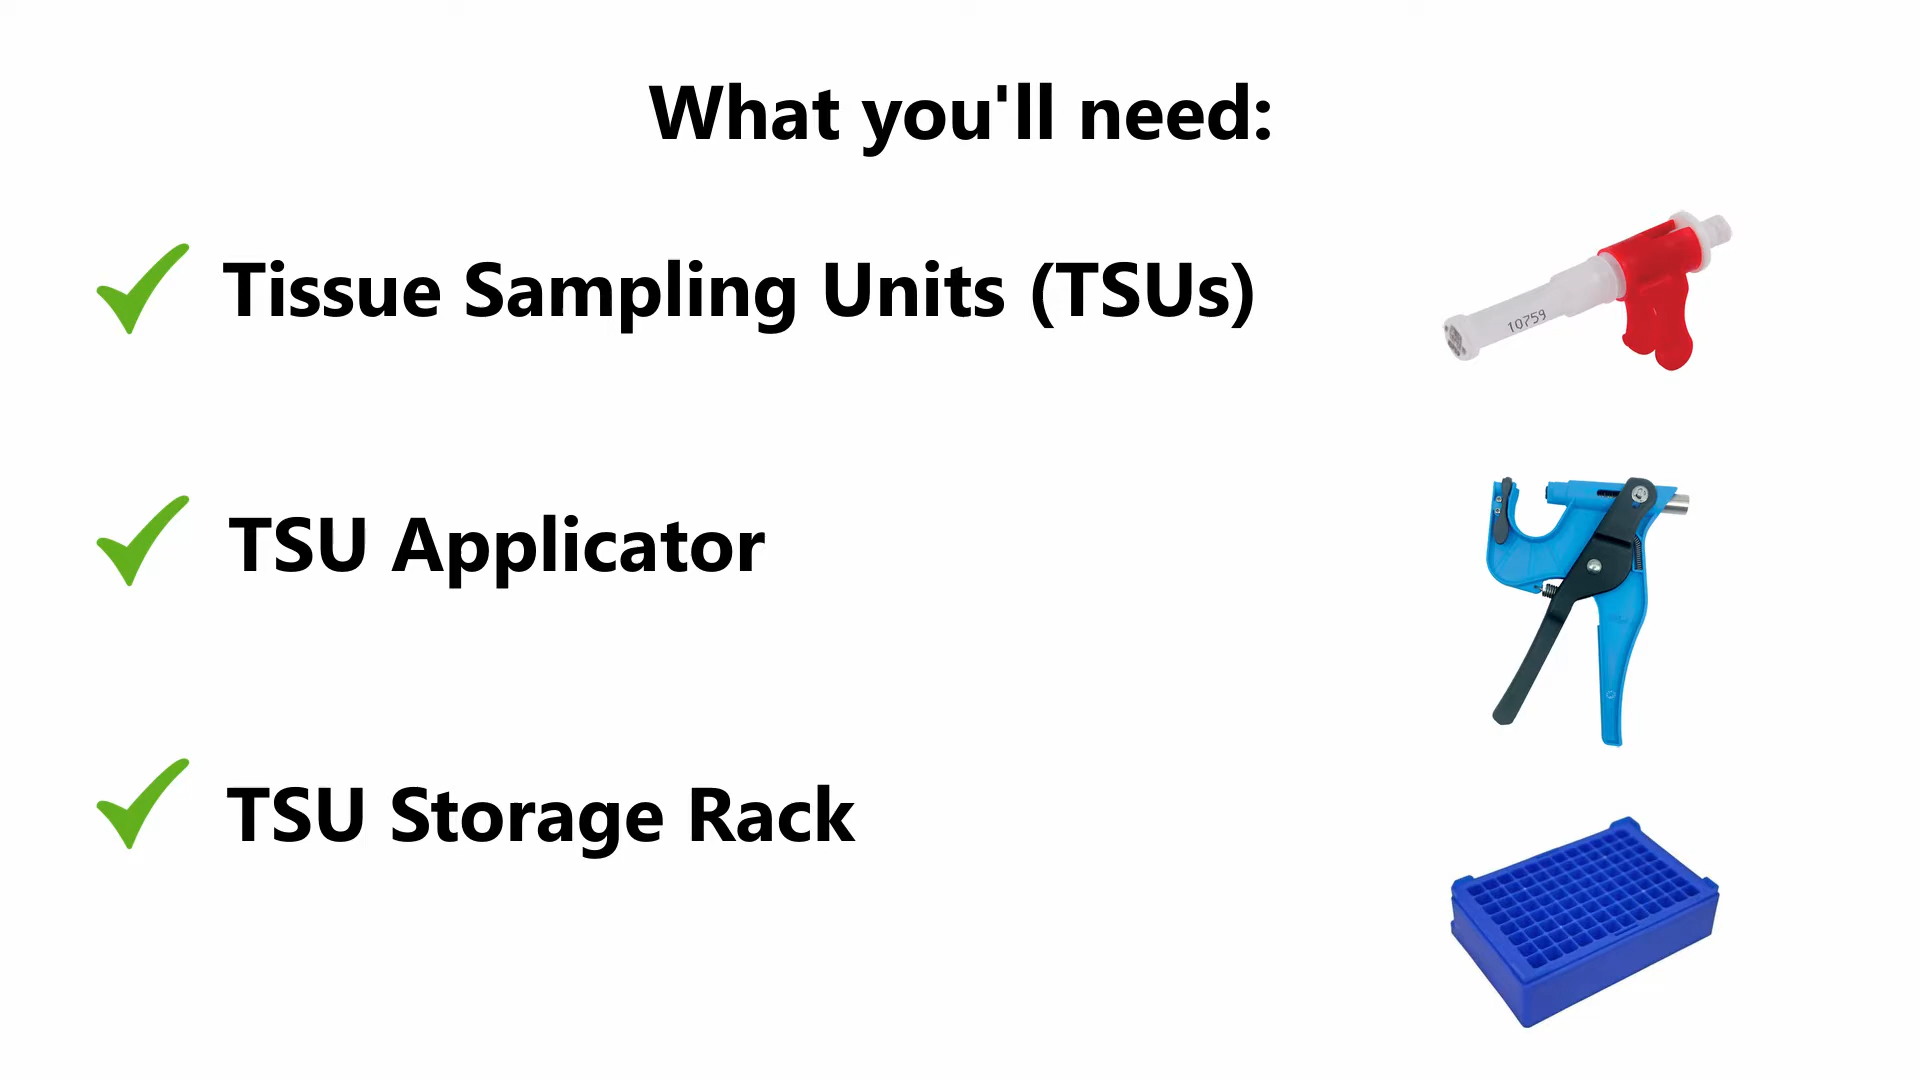 What you'll need:
Tissue Sampling Units (TSUs)
10759
TSU Applicator
TSU Storage Rack